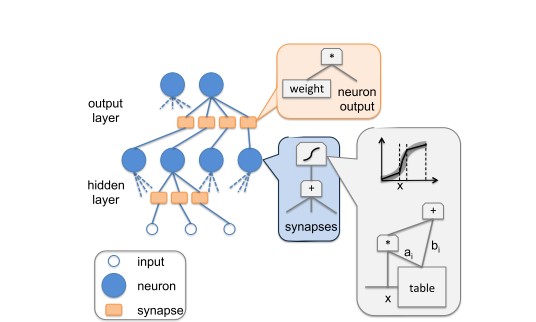 *
weight
neuron
output
output
layer
x
hidden
layer
+
synapses
+
*
a_i
b_i
table
x
input
neuron
synapse